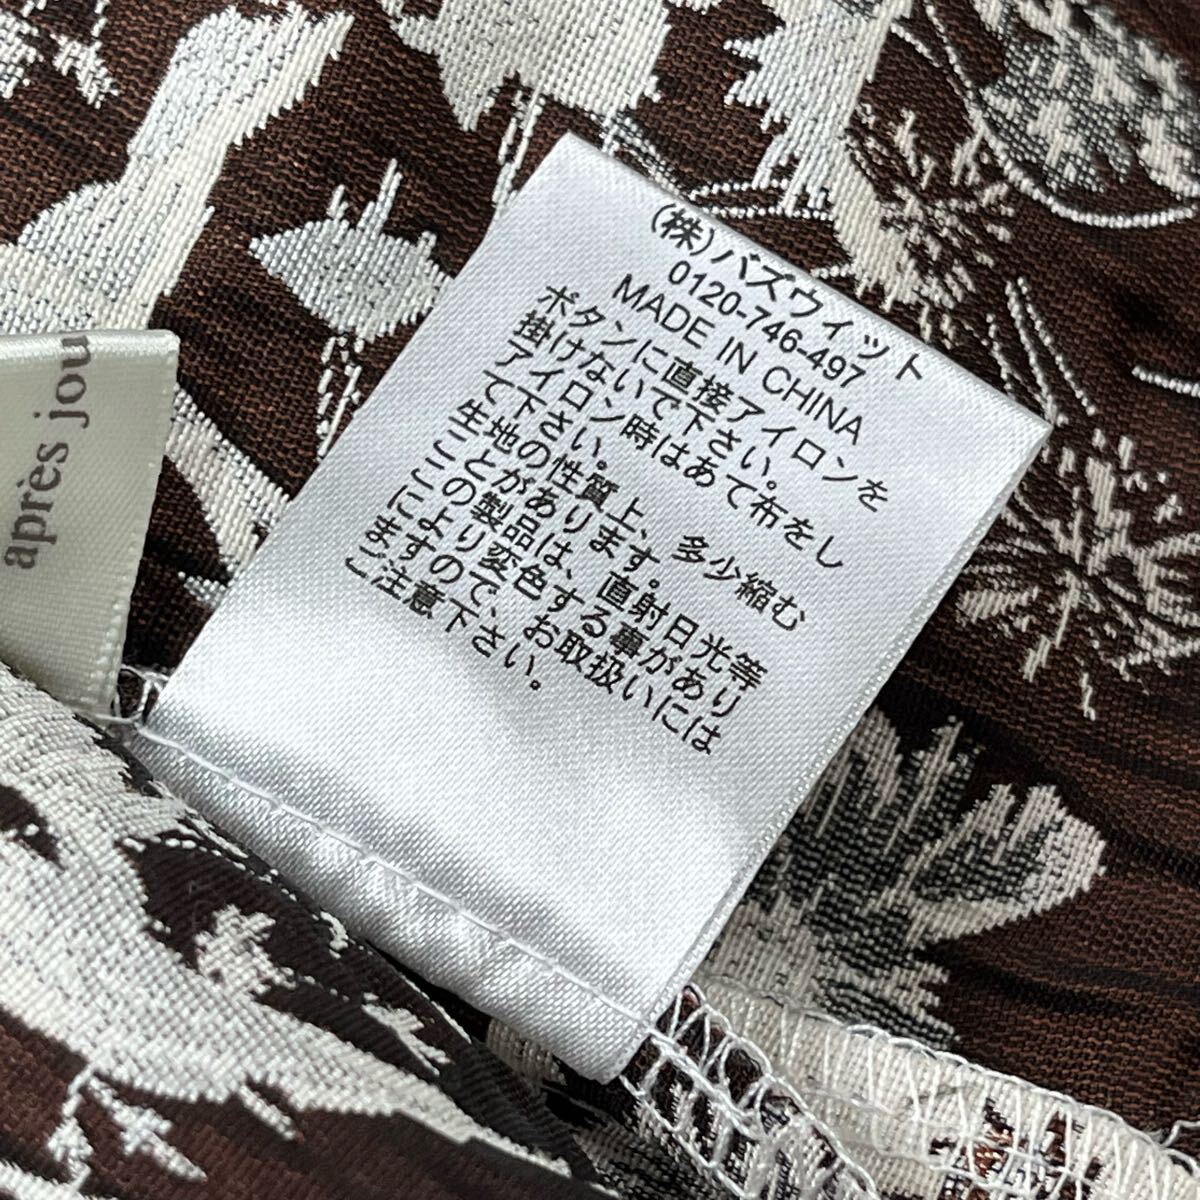 (株)バズウィット
0120-746-497
MADE IN CHINA
ボタンに直接アイロンを
掛けないで下さい。
アイロン時はあて布をし
て下さい。
生地の性質上、多少縮む
ことがあります。
この製品は、直射日光等
により変色する事があり
ますので、お取扱いには
ご注意下さい。
après jou